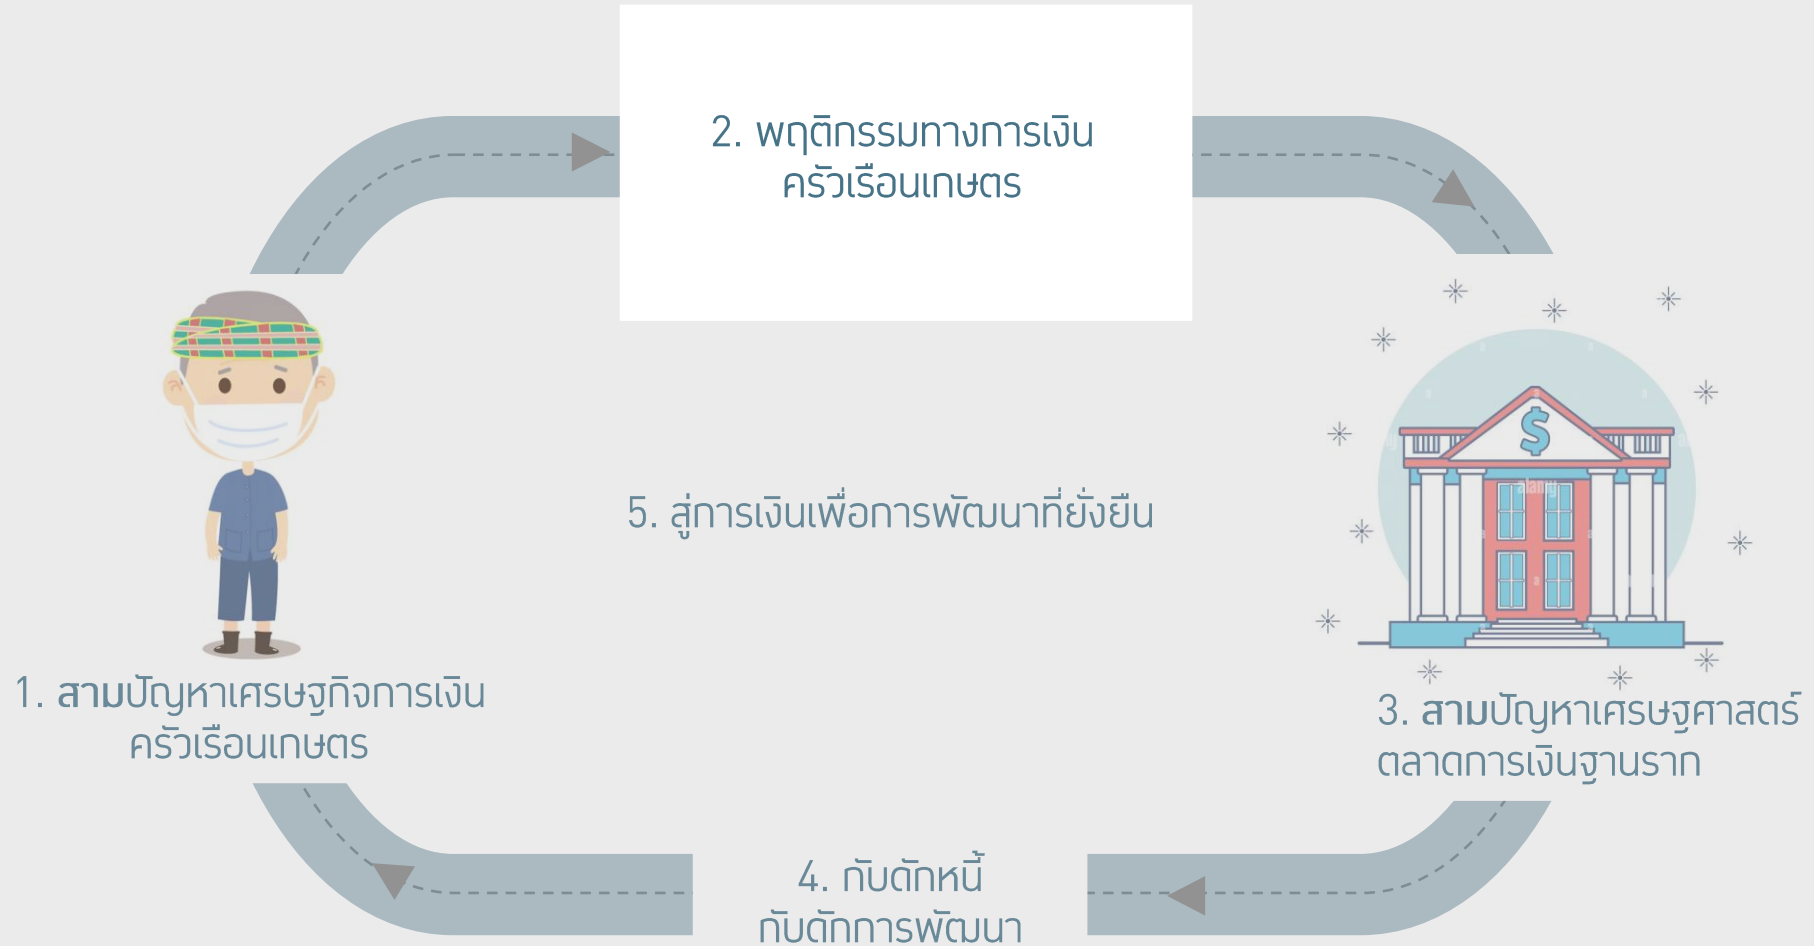 2. พฤติกรรมทางการเงิน
ครัวเรือนเกษตร
$
alamy
5. สู่การเงินเพื่อการพัฒนาที่ยั่งยืน
1. สามปัญหาเศรษฐกิจการเงิน
ครัวเรือนเกษตร
3. สามปัญหาเศรษฐศาสตร์
ตลาดการเงินฐานราก
4. กับดักหนี้
กับดักการพัฒนา